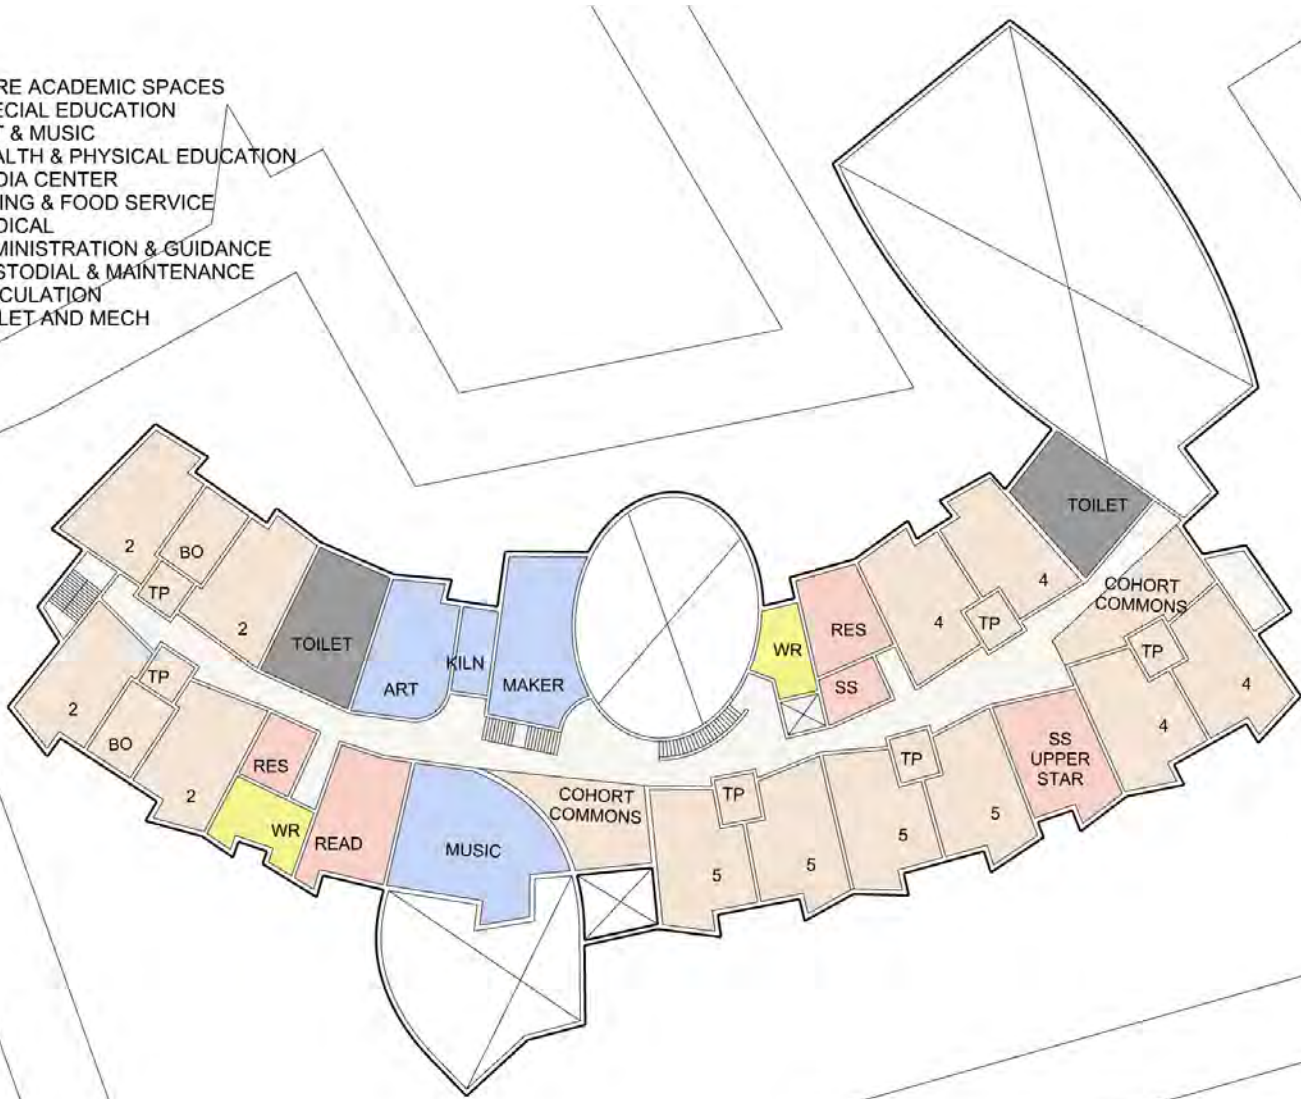 RE ACADEMIC SPACES
ECIAL EDUCATION
T & MUSIC
ALTH & PHYSICAL EDUCATION
DIA CENTER
ING & FOOD SERVICE
DICAL
MINISTRATION & GUIDANCE
STODIAL & MAINTENANCE
CULATION
LET AND MECH
TOILET
2
BO
TP
2
TOILET
ART
KILN
MAKER
WR
RES
SS
4
TP
4
COHORT
COMMONS
TP
4
4
2
TP
BO
2
RES
WR
READ
MUSIC
COHORT
COMMONS
TP
5
5
TP
5
5
SS
UPPER
STAR